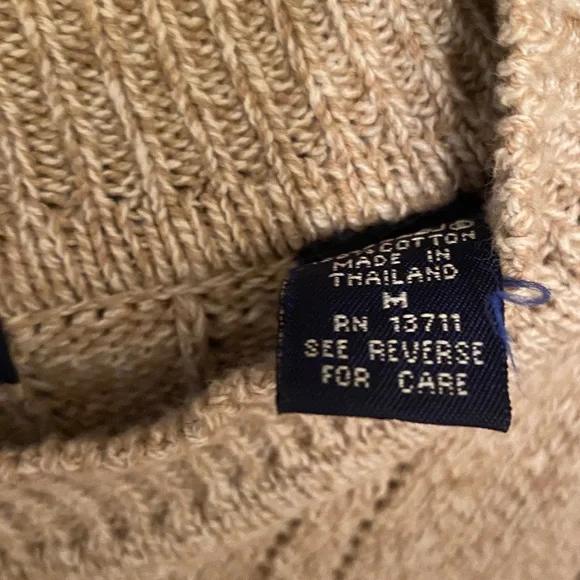 COTTON
MADE IN
THAILAND
M
RN 13711
SEE REVERSE
FOR CARE